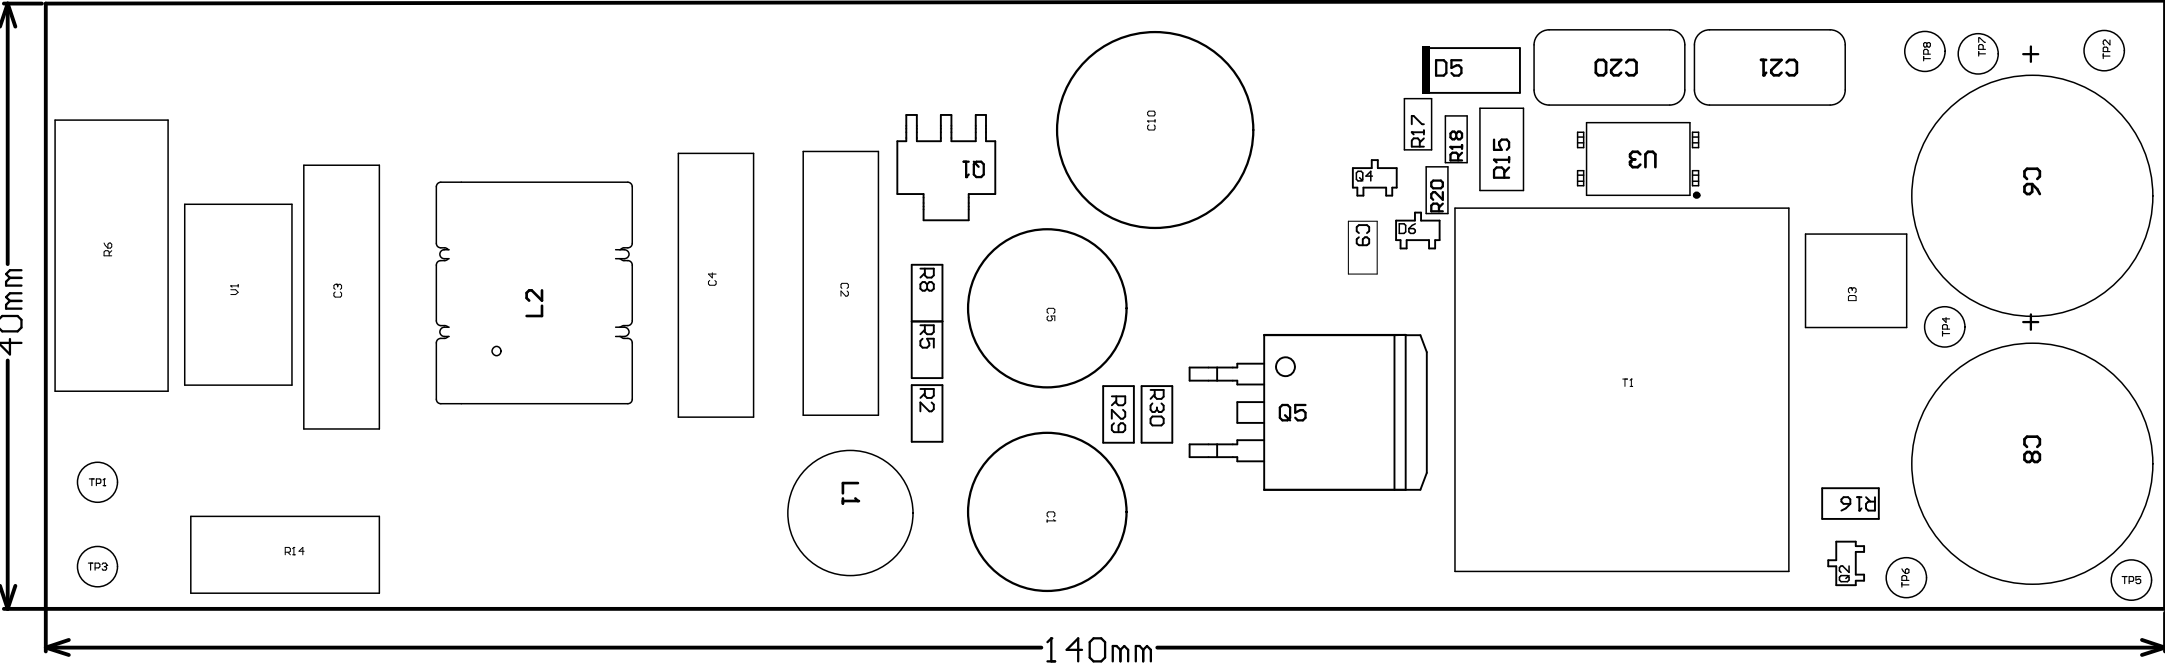 D5
C20
C21
TP8
TP7
+
TP2
R17
R18
R15
C10
U3
Q1
Q4
R20
C6
D6
C9
R6
V1
C3
L2
C4
C2
R8
C5
D3
R5
+
TP4
40mm
T1
R2
R29
R30
Q5
C8
TP1
L1
R16
C1
R14
TP3
Q2
TP6
TP5
140mm